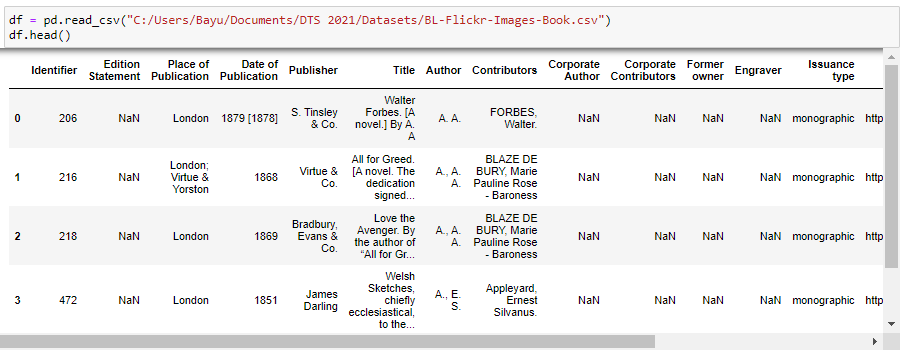 df = pd.read_csv("C:/Users/Bayu/Documents/DTS 2021/Datasets/BL-Flickr-Images-Book.csv")
df.head()
Identifier Edition Statement Place of Publication Date of Publication Publisher Title Author Contributors Corporate Author Corporate Contributors Former owner Engraver Issuance type
0 206 NaN London 1879 [1878] S. Tinsley & Co. Walter Forbes. [A novel.] By A. A A. A. FORBES, Walter. NaN NaN NaN NaN monographic http
1 216 NaN London; Virtue & Yorston 1868 Virtue & Co. All for Greed. [A novel. The dedication signed... A., A. A. BLAZE DE BURY, Marie Pauline Rose - Baroness NaN NaN NaN NaN monographic http
2 218 NaN London 1869 Bradbury, Evans & Co. Love the Avenger. By the author of “All for Gr... A., A. A. BLAZE DE BURY, Marie Pauline Rose - Baroness NaN NaN NaN NaN monographic http
3 472 NaN London 1851 James Darling Welsh Sketches, chiefly ecclesiastical, to the... A., E. S. Appleyard, Ernest Silvanus. NaN NaN NaN NaN monographic http